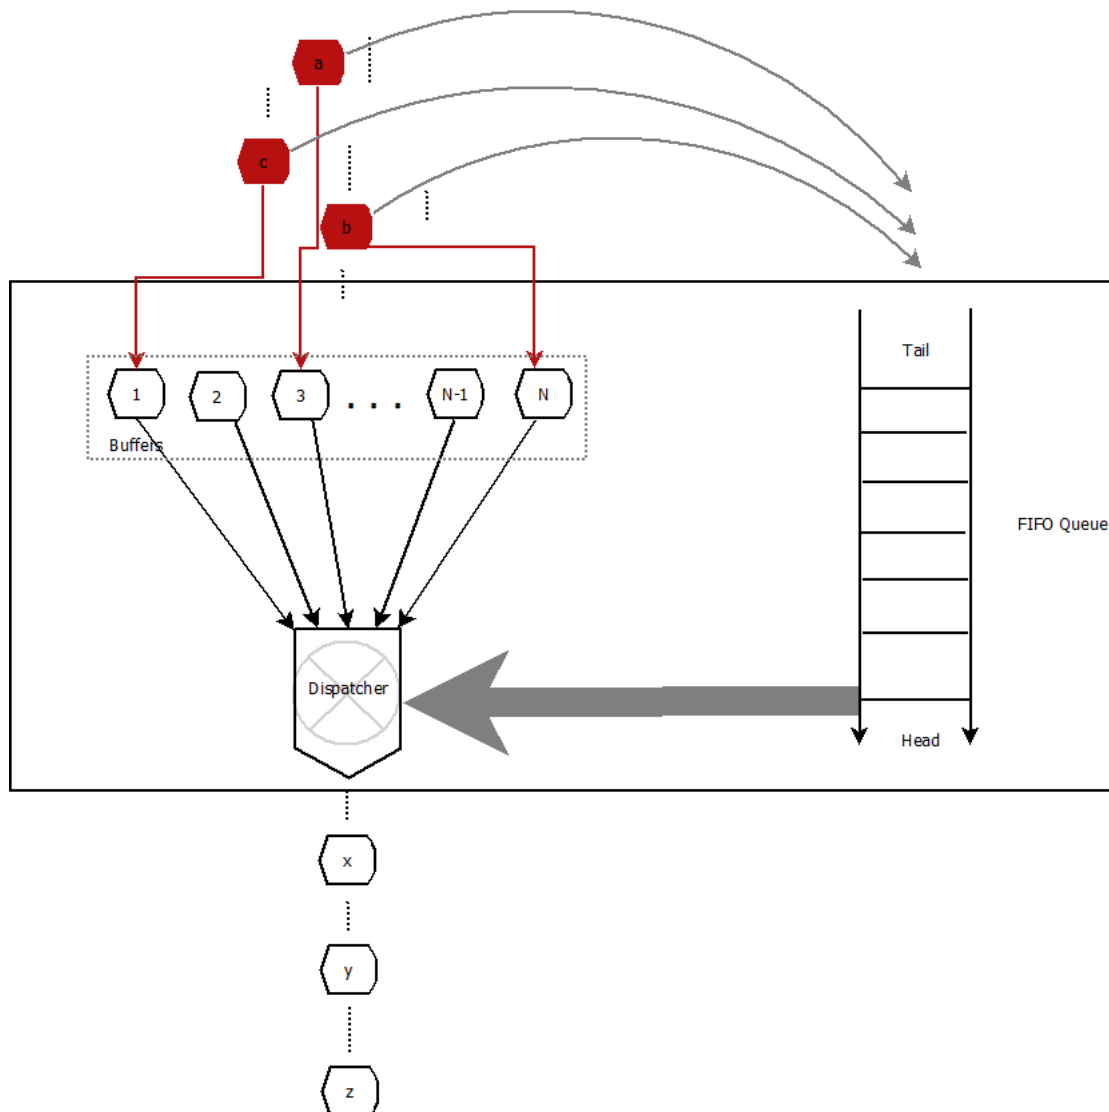 a
c
b
Tail
1
2
3
. . .
N-1
N
Buffers
FIFO Queue
Dispatcher
Head
x
y
z